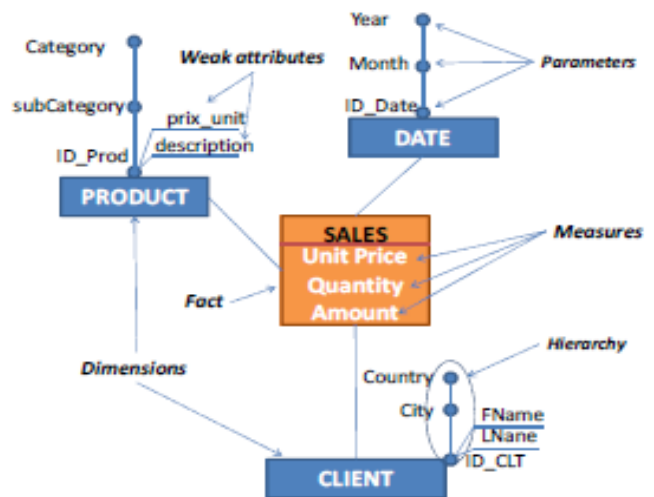 Year
Category
Weak attributes
Month
Parameters
subCategory
prix_unit
ID_Date
description
DATE
ID_Prod
PRODUCT
SALES
Unit Price
Measures
Quantity
Fact
Amount
Hierarchy
Dimensions
Country
City
FName
LNane
ID_CLT
CLIENT